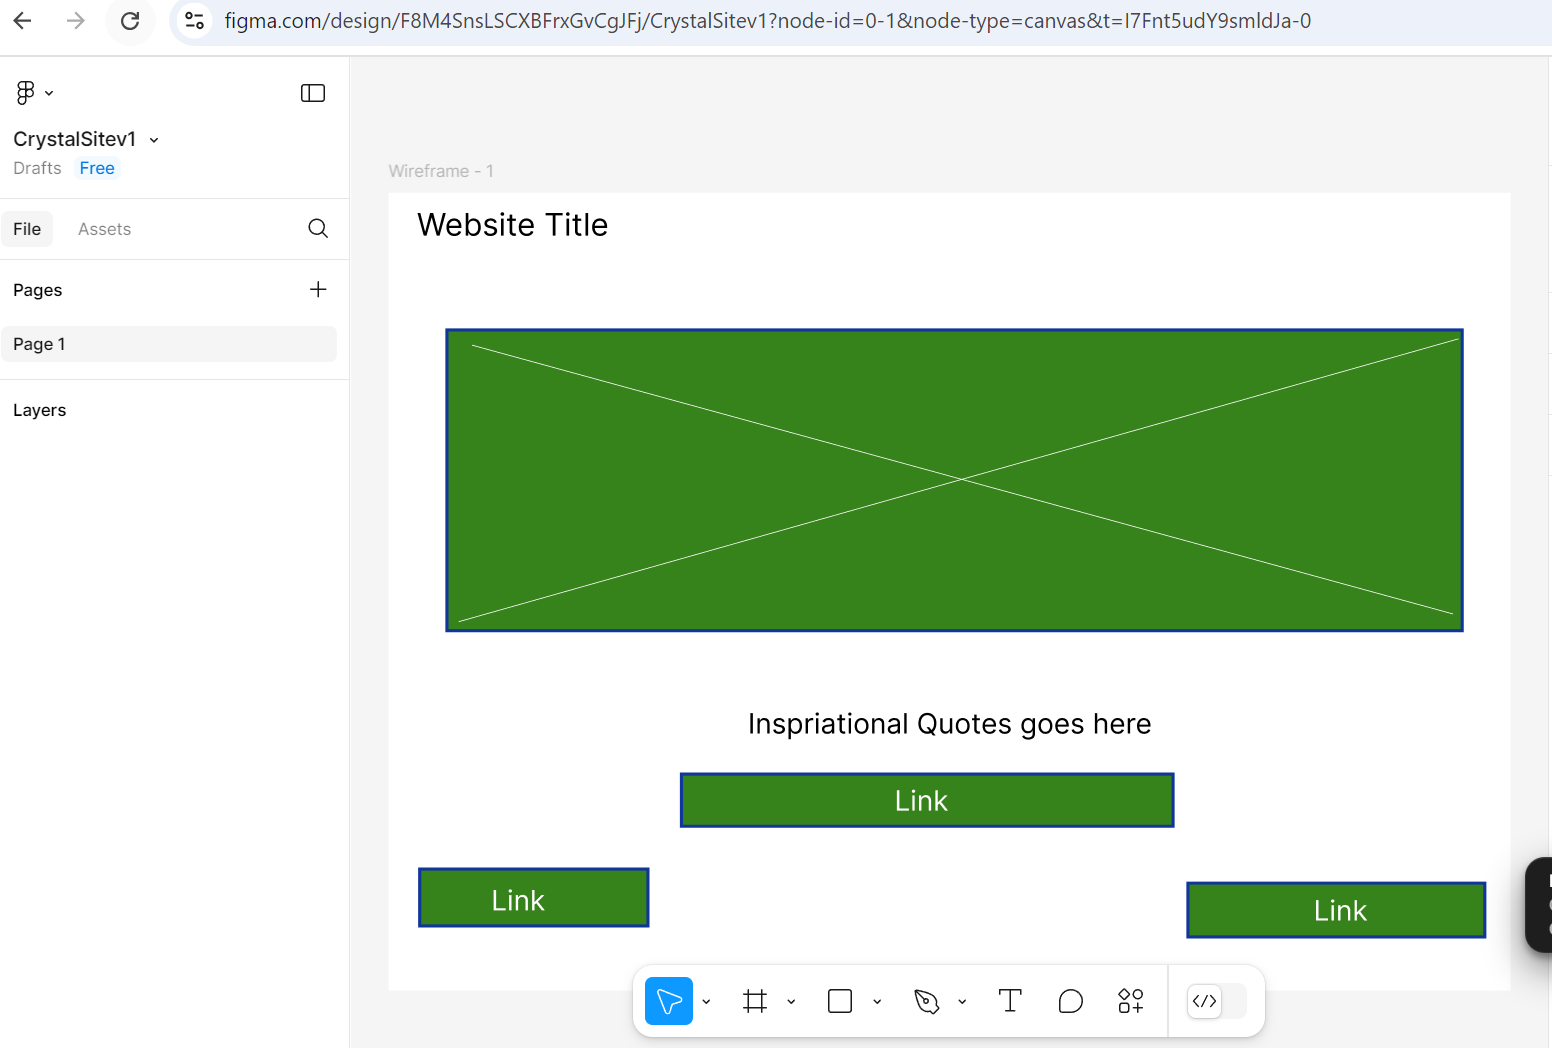 figma.com/design/F8M4SnsLSCXBFrxGvCgJFj/CrystalSitev1?node-id=0-1&node-type=canvas&t=I7Fnt5udY9smldJa-0
CrystalSitev1
Drafts Free
File Assets
Pages
Page 1
Layers
Wireframe - 1
Website Title
Inspriational Quotes goes here
Link
Link
Link